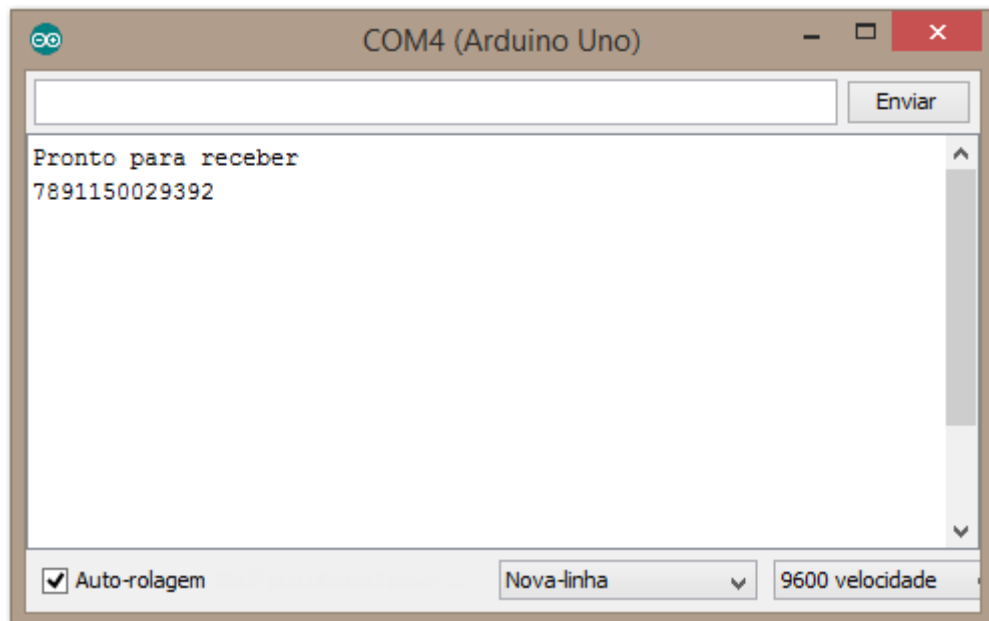 COM4 (Arduino Uno)
Enviar
Pronto para receber
7891150029392
Auto-rolagem
Nova-linha
9600 velocidade